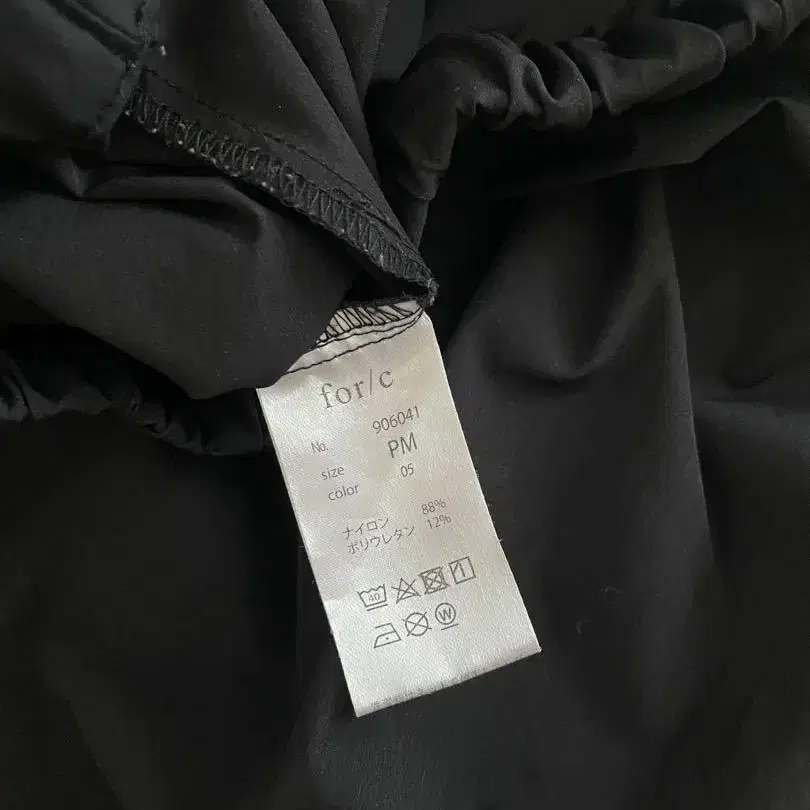 for/c
No. 906041
size PM
color 05
ナイロン 88%
ポリウレタン 12%
40
W